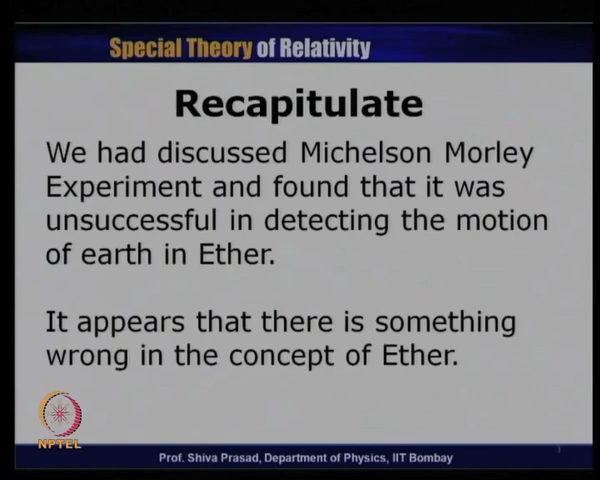 Special Theory of Relativity
Recapitulate
We had discussed Michelson Morley
Experiment and found that it was
unsuccessful in detecting the motion
of earth in Ether.
It appears that there is something
wrong in the concept of Ether.
NPTEL
Prof. Shiva Prasad, Department of Physics, IIT Bombay
1